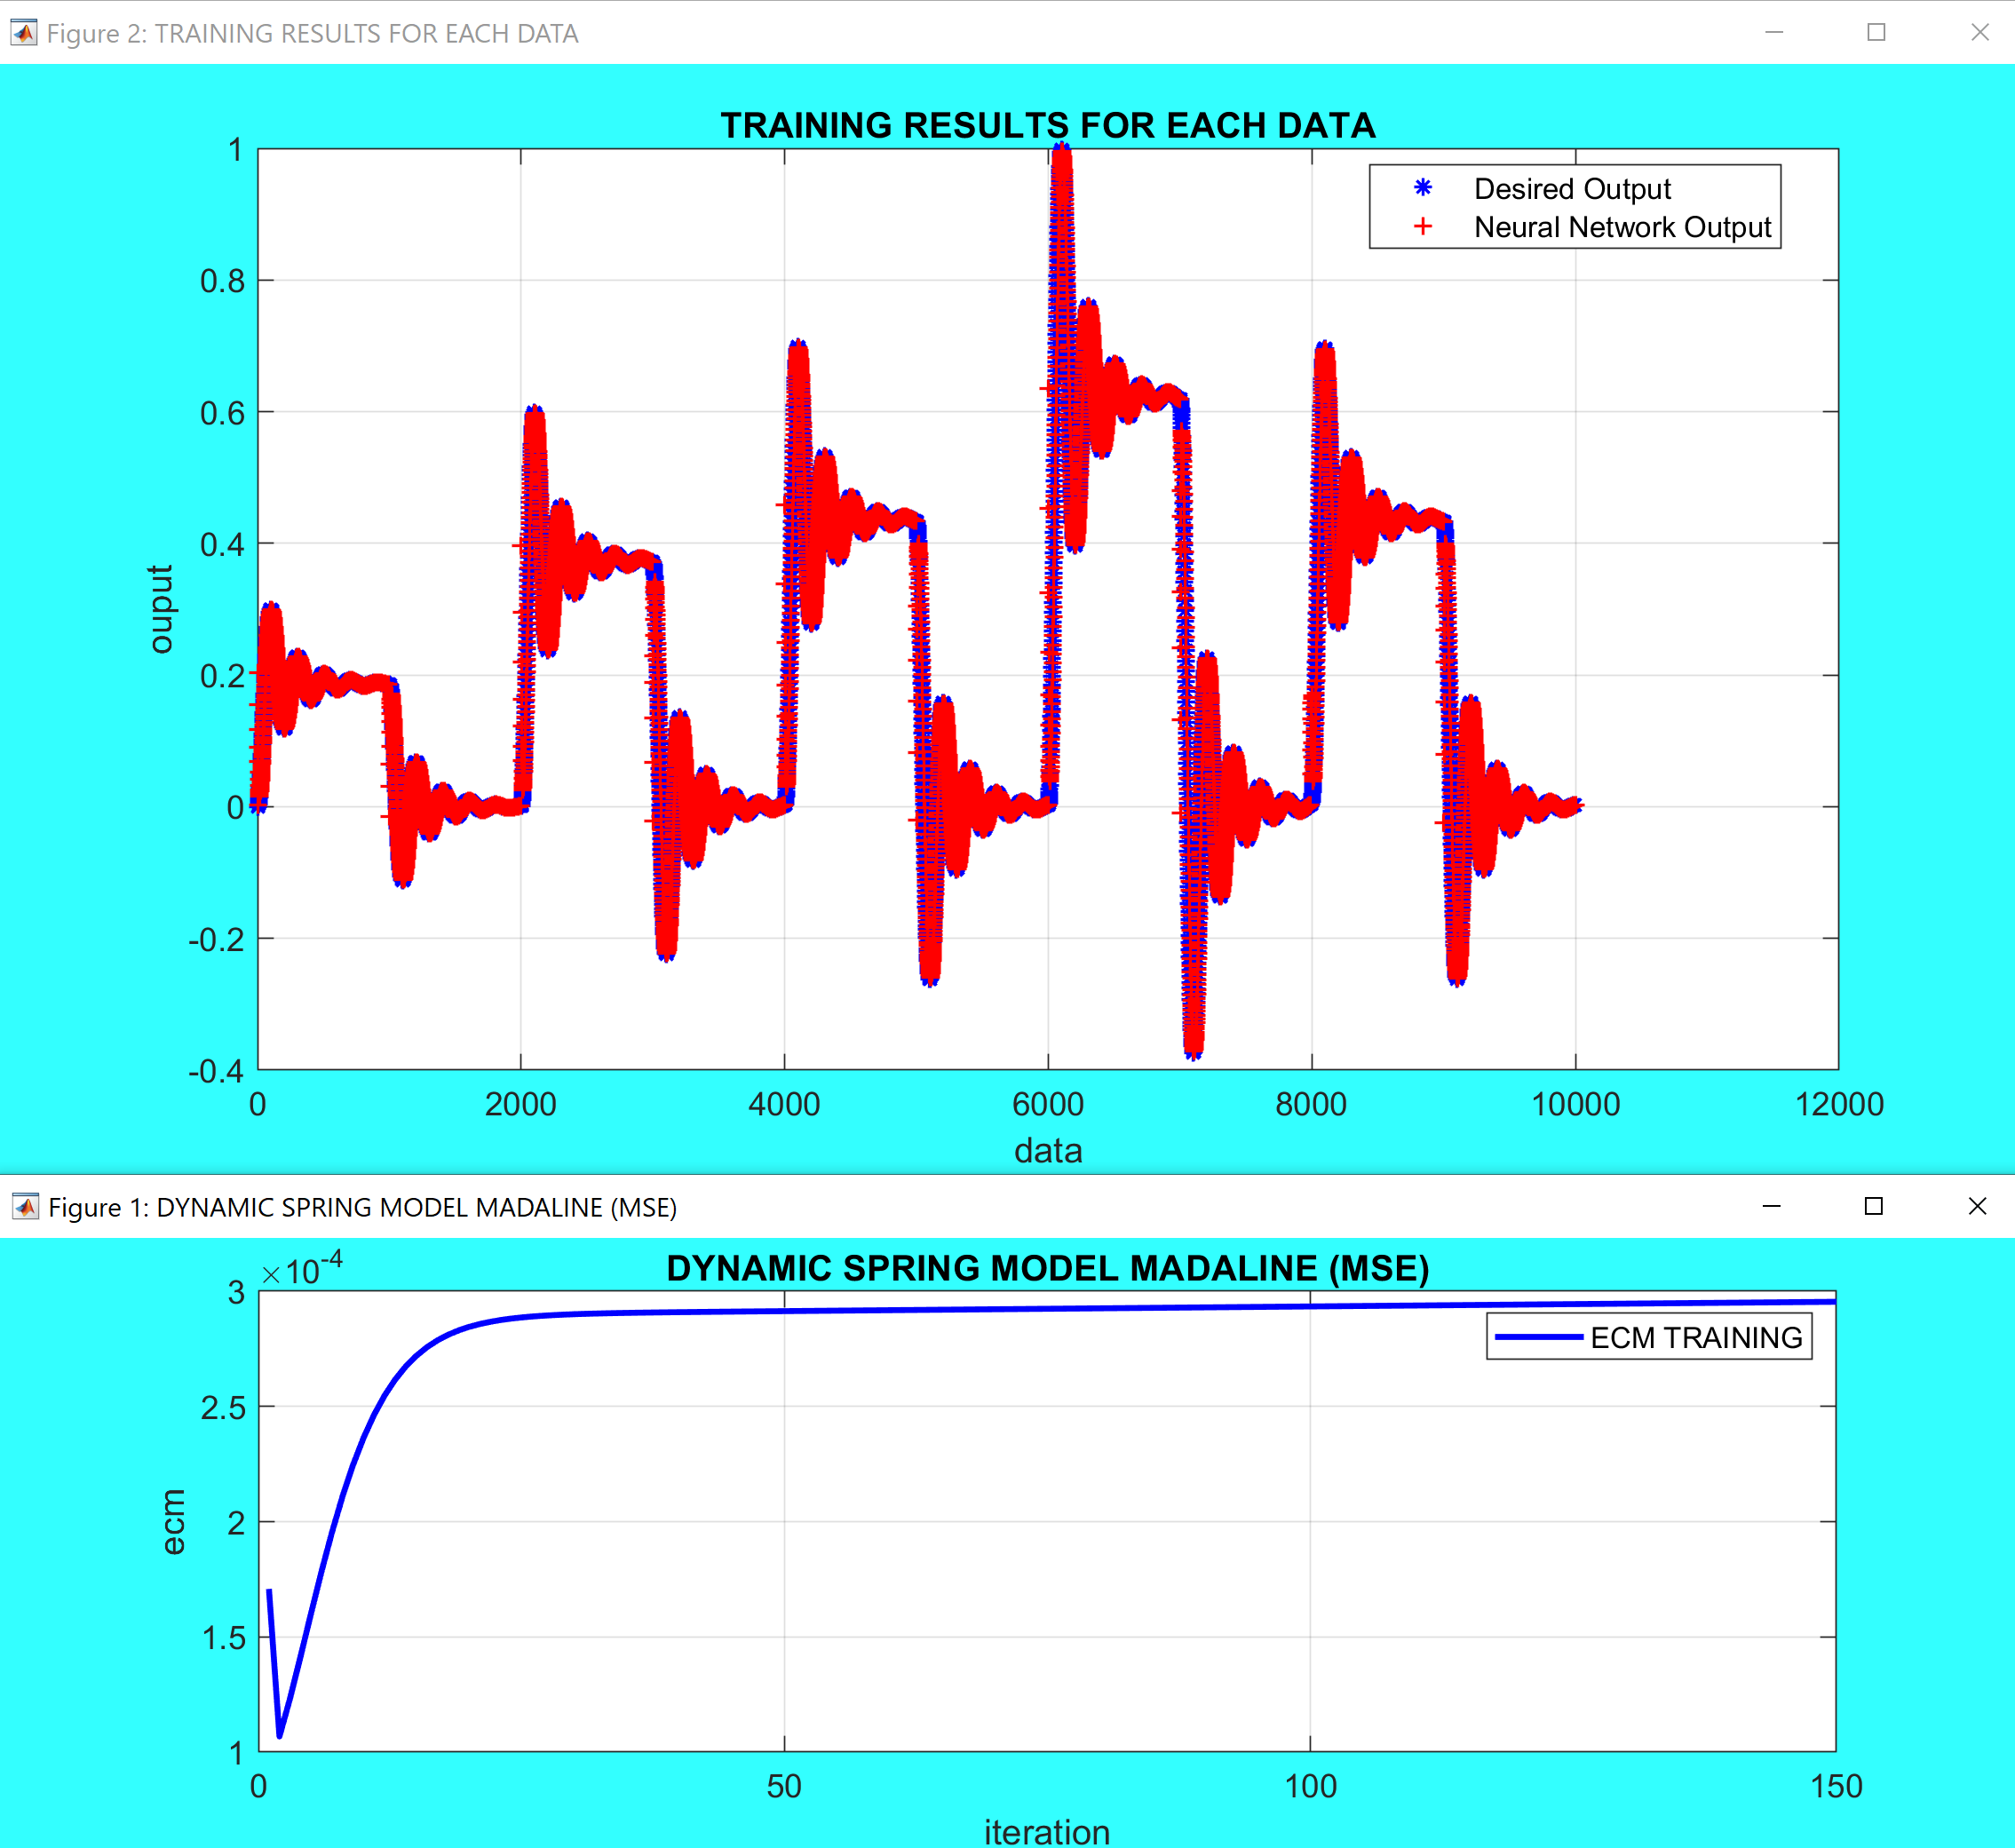 Figure 2: TRAINING RESULTS FOR EACH DATA
TRAINING RESULTS FOR EACH DATA
1
0.8
0.6
0.4
0.2
0
-0.2
-0.4
ouput
Desired Output
Neural Network Output
0 2000 4000 6000 8000 10000 12000
data
Figure 1: DYNAMIC SPRING MODEL MADALINE (MSE)
DYNAMIC SPRING MODEL MADALINE (MSE)
×10-4
3
2.5
2
1.5
1
ecm
ECM TRAINING
0 50 100 150
iteration